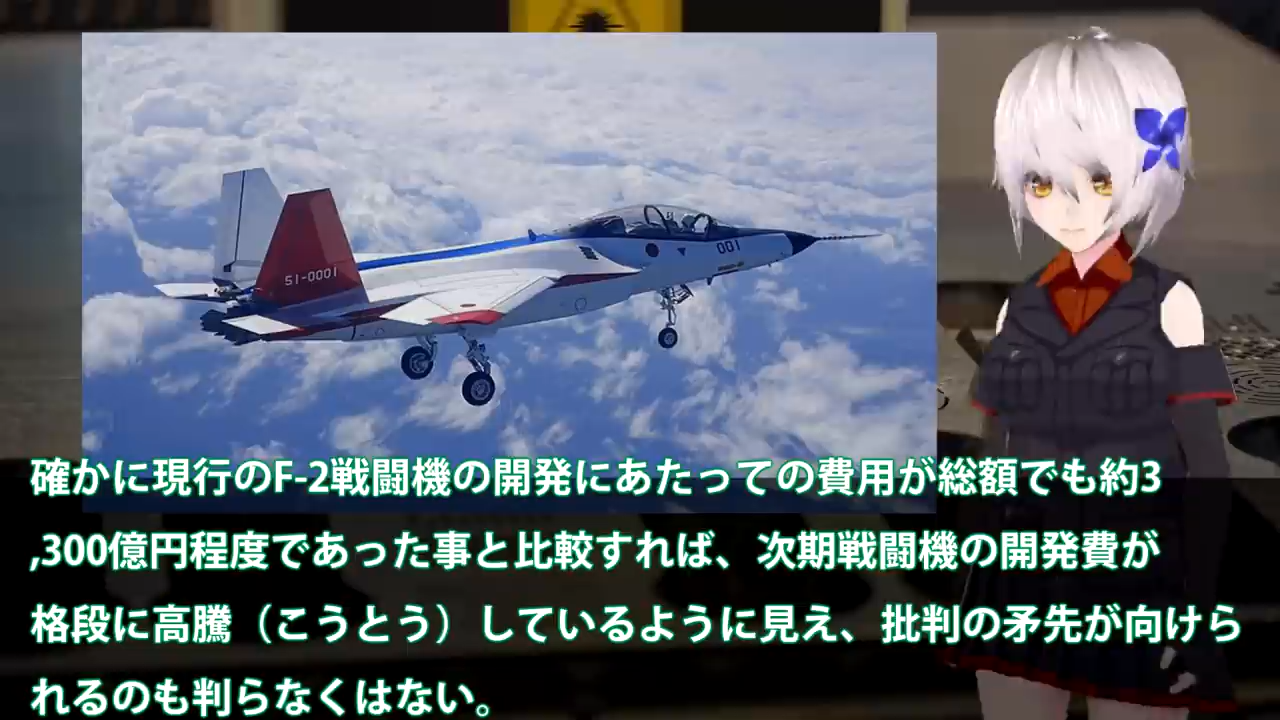 51-0001
001
確かに現行のF-2戦闘機の開発にあたっての費用が総額でも約3
,300億円程度であった事と比較すれば、次期戦闘機の開発費が
格段に高騰（こうとう）しているように見え、批判の矛先が向けら
れるのも判らなくはない。